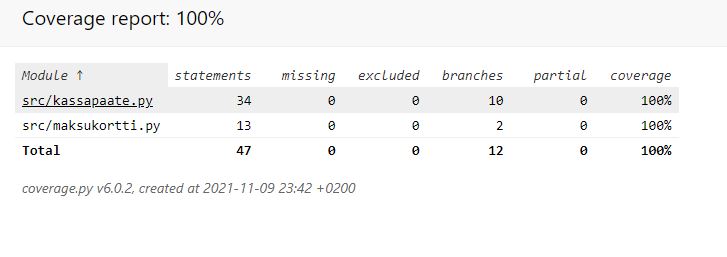 Coverage report: 100%
Module ↑ statements missing excluded branches partial coverage
src/kassapaate.py 34 0 0 10 0 100%
src/maksukortti.py 13 0 0 2 0 100%
Total 47 0 0 12 0 100%
coverage.py v6.0.2, created at 2021-11-09 23:42 +0200